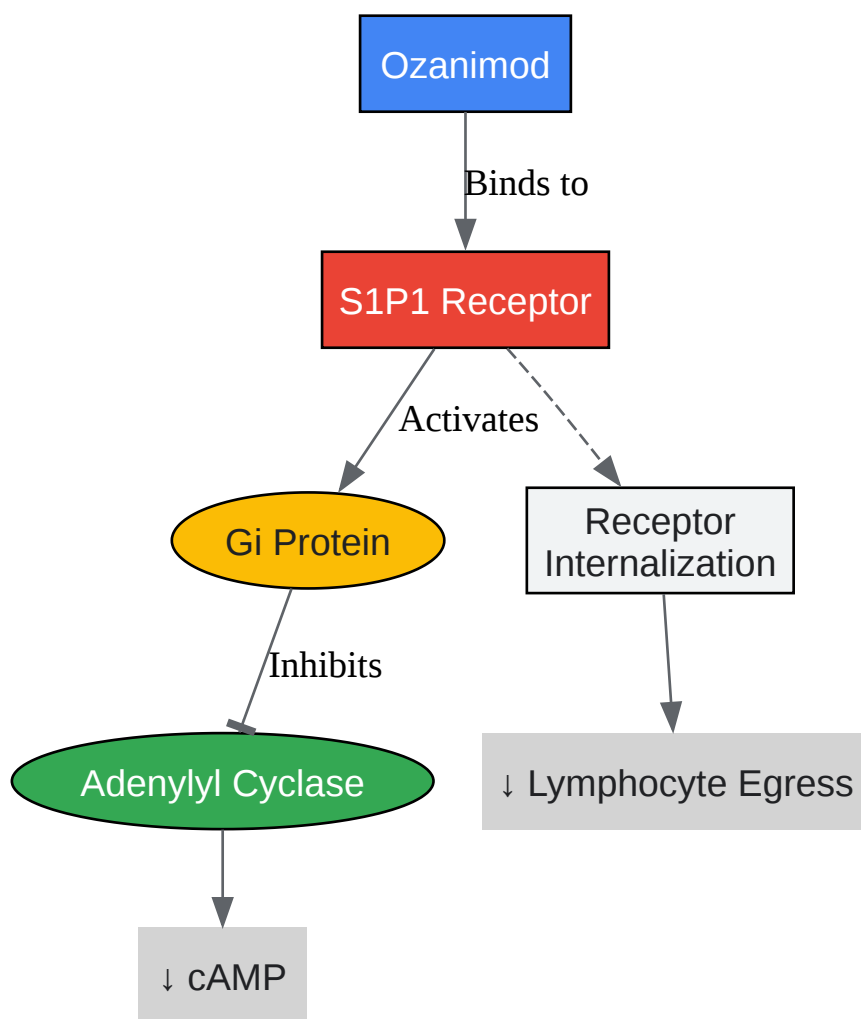 Ozanimod
Binds to
S1P1 Receptor
Activates
Gi Protein
Receptor
Internalization
Inhibits
Adenylyl Cyclase
↓ Lymphocyte Egress
↓ cAMP